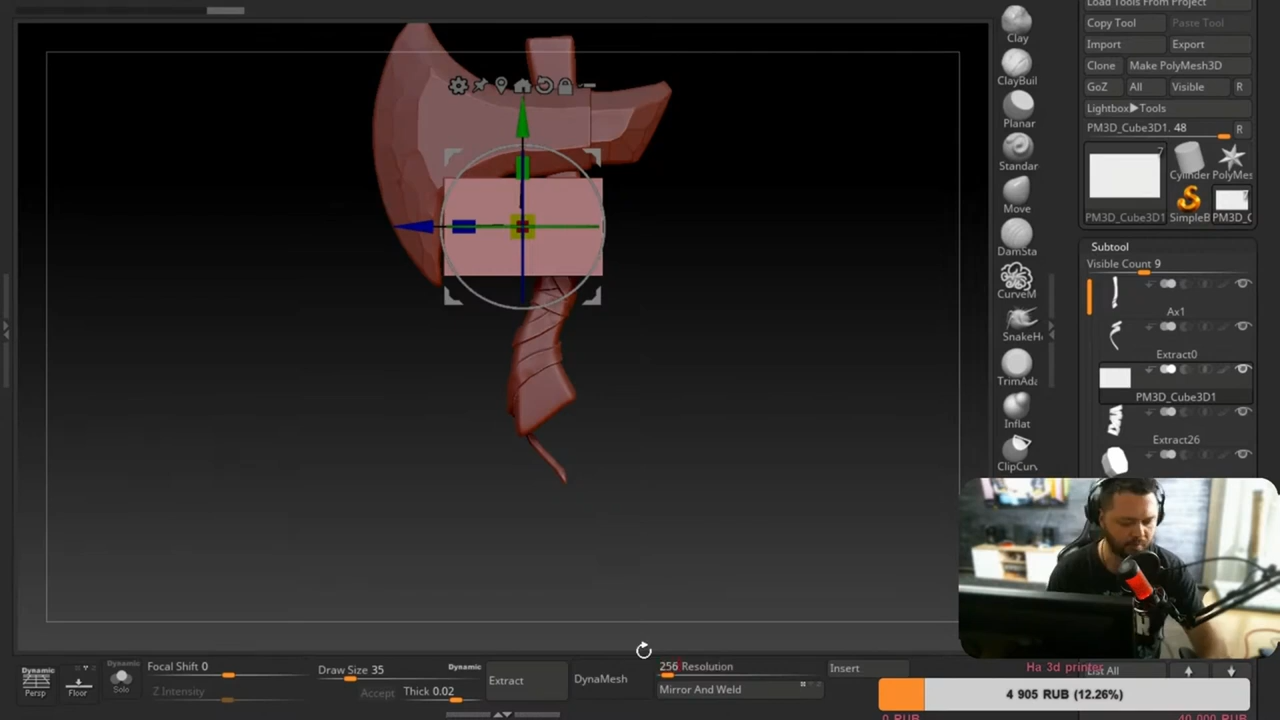 Load Tools From Project
Copy Tool Paste Tool
Import Export
Clone Make PolyMesh3D
GoZ All Visible R
Lightbox▶Tools
PM3D_Cube3D1. 48 R
7
Cylinder PolyMes
PM3D_Cube3D1 SimpleB PM3D_C
Subtool
Visible Count 9
Ax1
Extract0
PM3D_Cube3D1
Extract26
Clay
ClayBuil
Planar
Standar
Move
DamSta
CurveM
SnakeH
TrimAda
Inflat
ClipCurv
Dynamic
Persp
Floor
Dynamic
Solo
Focal Shift 0
Z Intensity
Draw Size 35
Dynamic
Accept Thick 0.02
Extract
DynaMesh
256 Resolution
Mirror And Weld
Insert
На 3d printer
List All
4 905 RUB (12.26%)
0 RUB
40 000 RUB